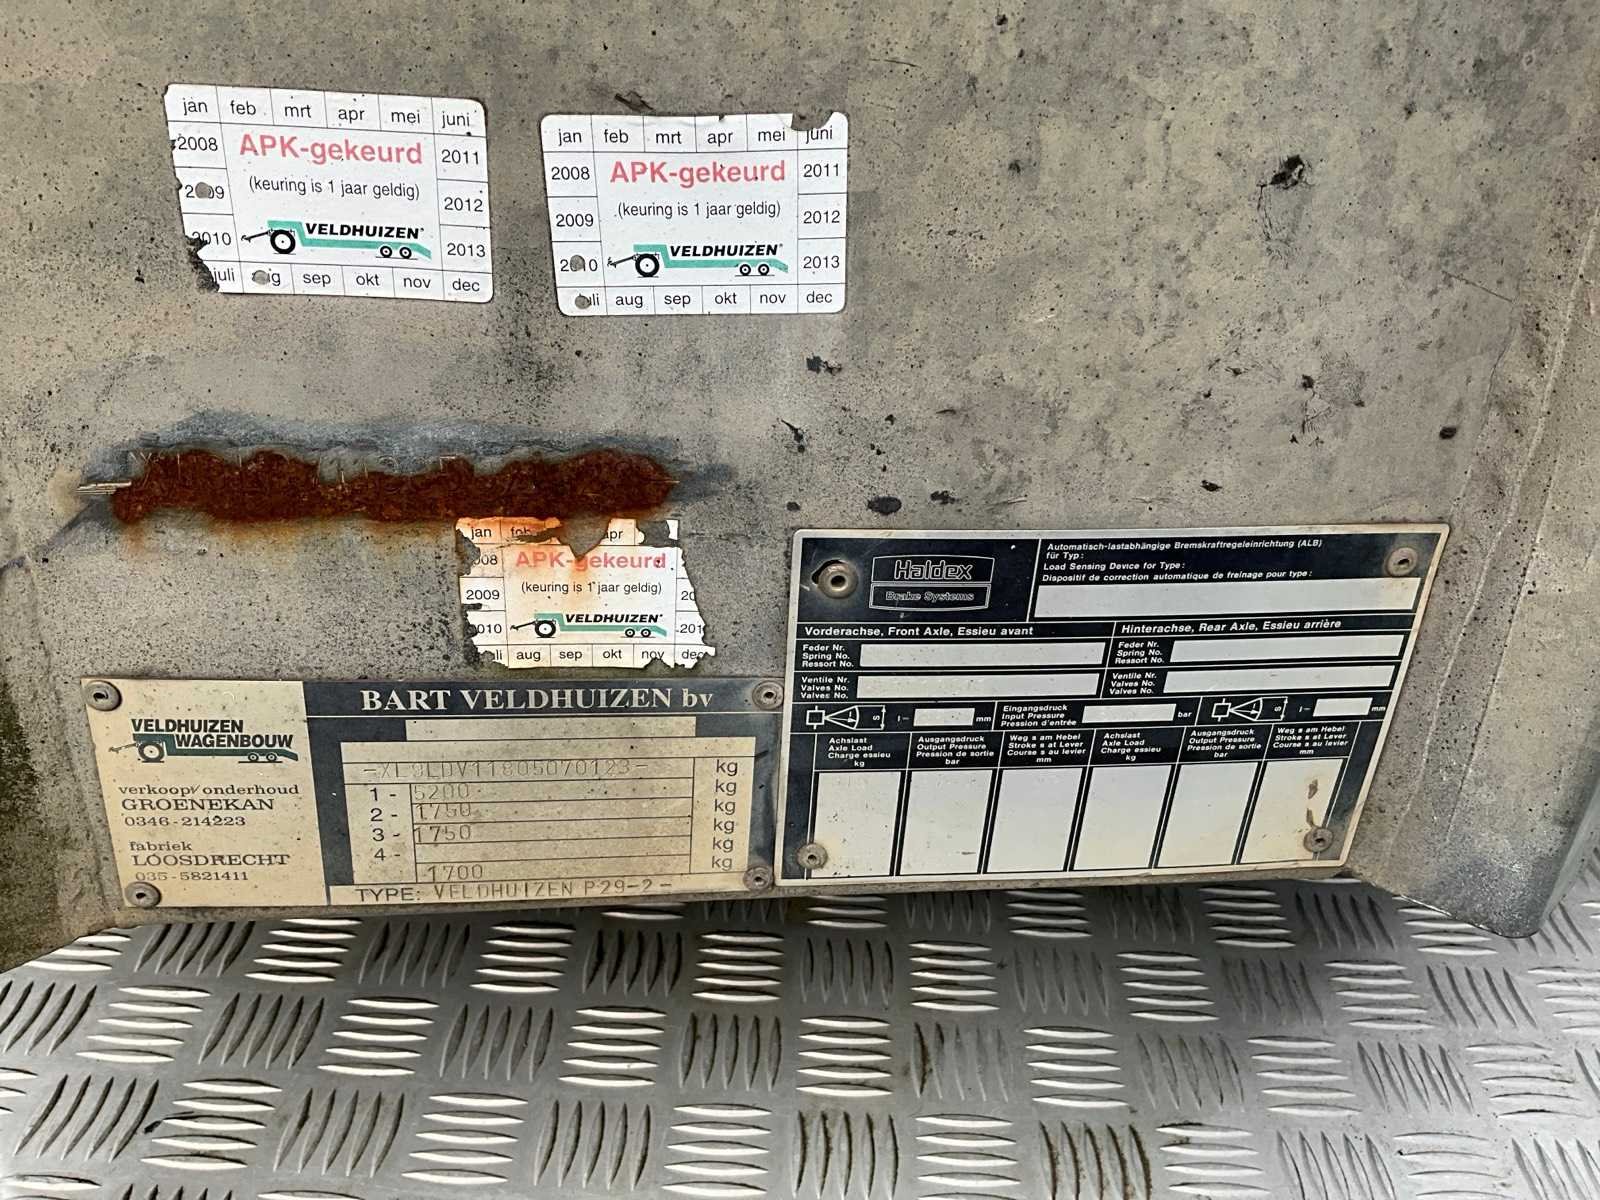 jan feb mrt apr mei juni
2008 APK-gekeurd 2011
(keuring is 1 jaar geldig)
2012
VELDHUIZEN
2013
juli sep okt nov dec
jan feb mrt apr mei juni
2008 APK-gekeurd 2011
2009 (keuring is 1 jaar geldig) 2012
VELDHUIZEN
2013
aug sep okt nov dec
jan apr
APK-gekeurd
2009 (keuring is 1 jaar geldig)
VELDHUIZEN
aug sep okt nov dec
VELDHUIZEN
WAGENBOUW
verkoop/onderhoud
GROENEKAN
0346-214223
fabriek
LOOSDRECHT
035-5821411
BART VELDHUIZEN bv
-XL9LDV11805070123- kg
1 - 5200 kg
2 - 1750 kg
3 - 1750 kg
4 - kg
1700 kg
TYPE: VELDHUIZEN P29-2-
Haldex
Brake Systems
Automatisch-lastabhängige Bremskraftregeleinrichtung (ALB)
für Typ:
Load Sensing Device for Type:
Dispositif de correction automatique de freinage pour type:
Vorderachse, Front Axle, Essieu avant
Hinterachse, Rear Axle, Essieu arrière
Feder Nr.
Spring No.
Ressort No.
Feder Nr.
Spring No.
Ressort No.
Ventile Nr.
Valves No.
Valves No.
Ventile Nr.
Valves No.
Valves No.
S
l- mm
Eingangsdruck
Input Pressure
Pression d'entrée
bar
S
l- mm
Achslast
Axle Load
Charge essieu
kg
Ausgangsdruck
Output Pressure
Pression de sortie
bar
Weg s am Hebel
Stroke s at Lever
Course s au levier
mm
Achslast
Axle Load
Charge essieu
kg
Ausgangsdruck
Output Pressure
Pression de sortie
bar
Weg s am Hebel
Stroke s at Lever
Course s au levier
mm